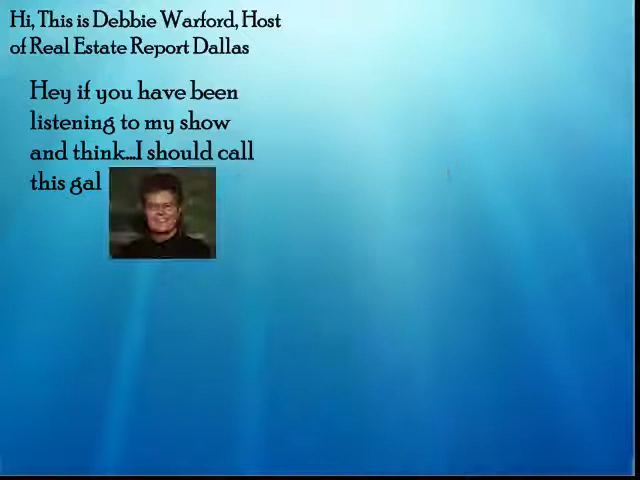 Hi, This is Debbie Warford, Host
of Real Estate Report Dallas
Hey if you have been
listening to my show
and think...I should call
this gal